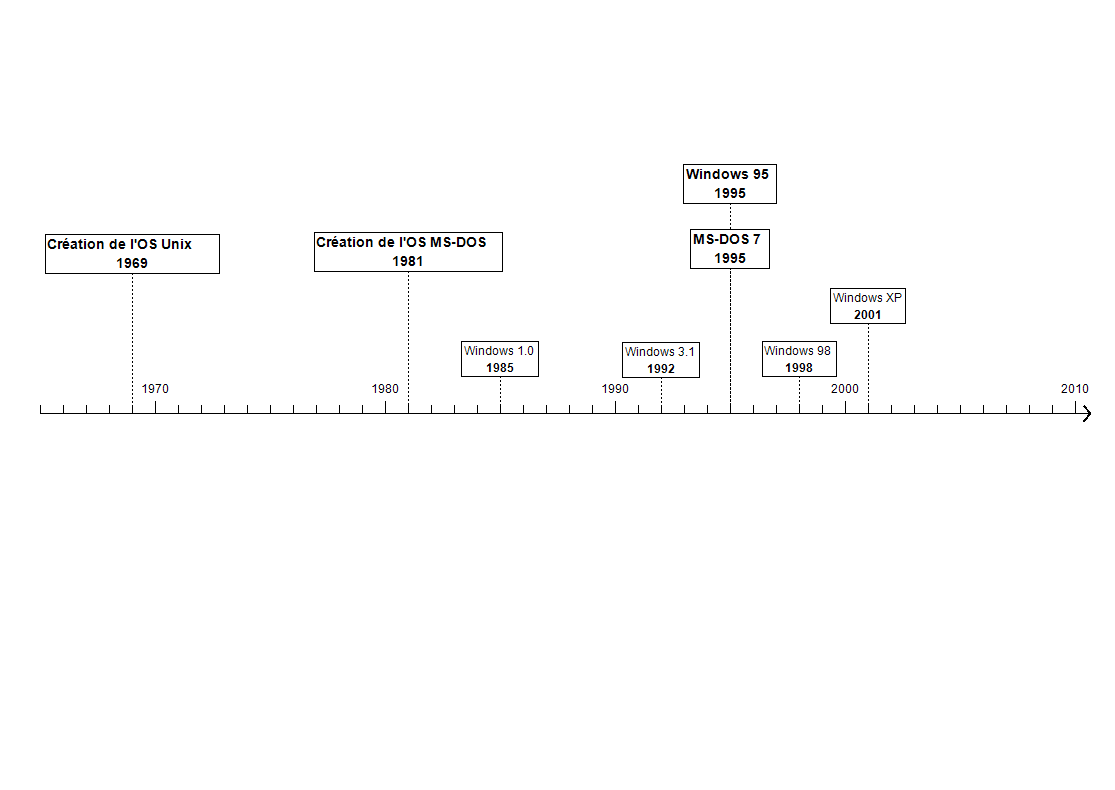 Windows 95
1995
Création de l'OS Unix
1969
Création de l'OS MS-DOS
1981
MS-DOS 7
1995
Windows XP
2001
Windows 1.0
1985
Windows 3.1
1992
Windows 98
1998
1970
1980
1990
2000
2010